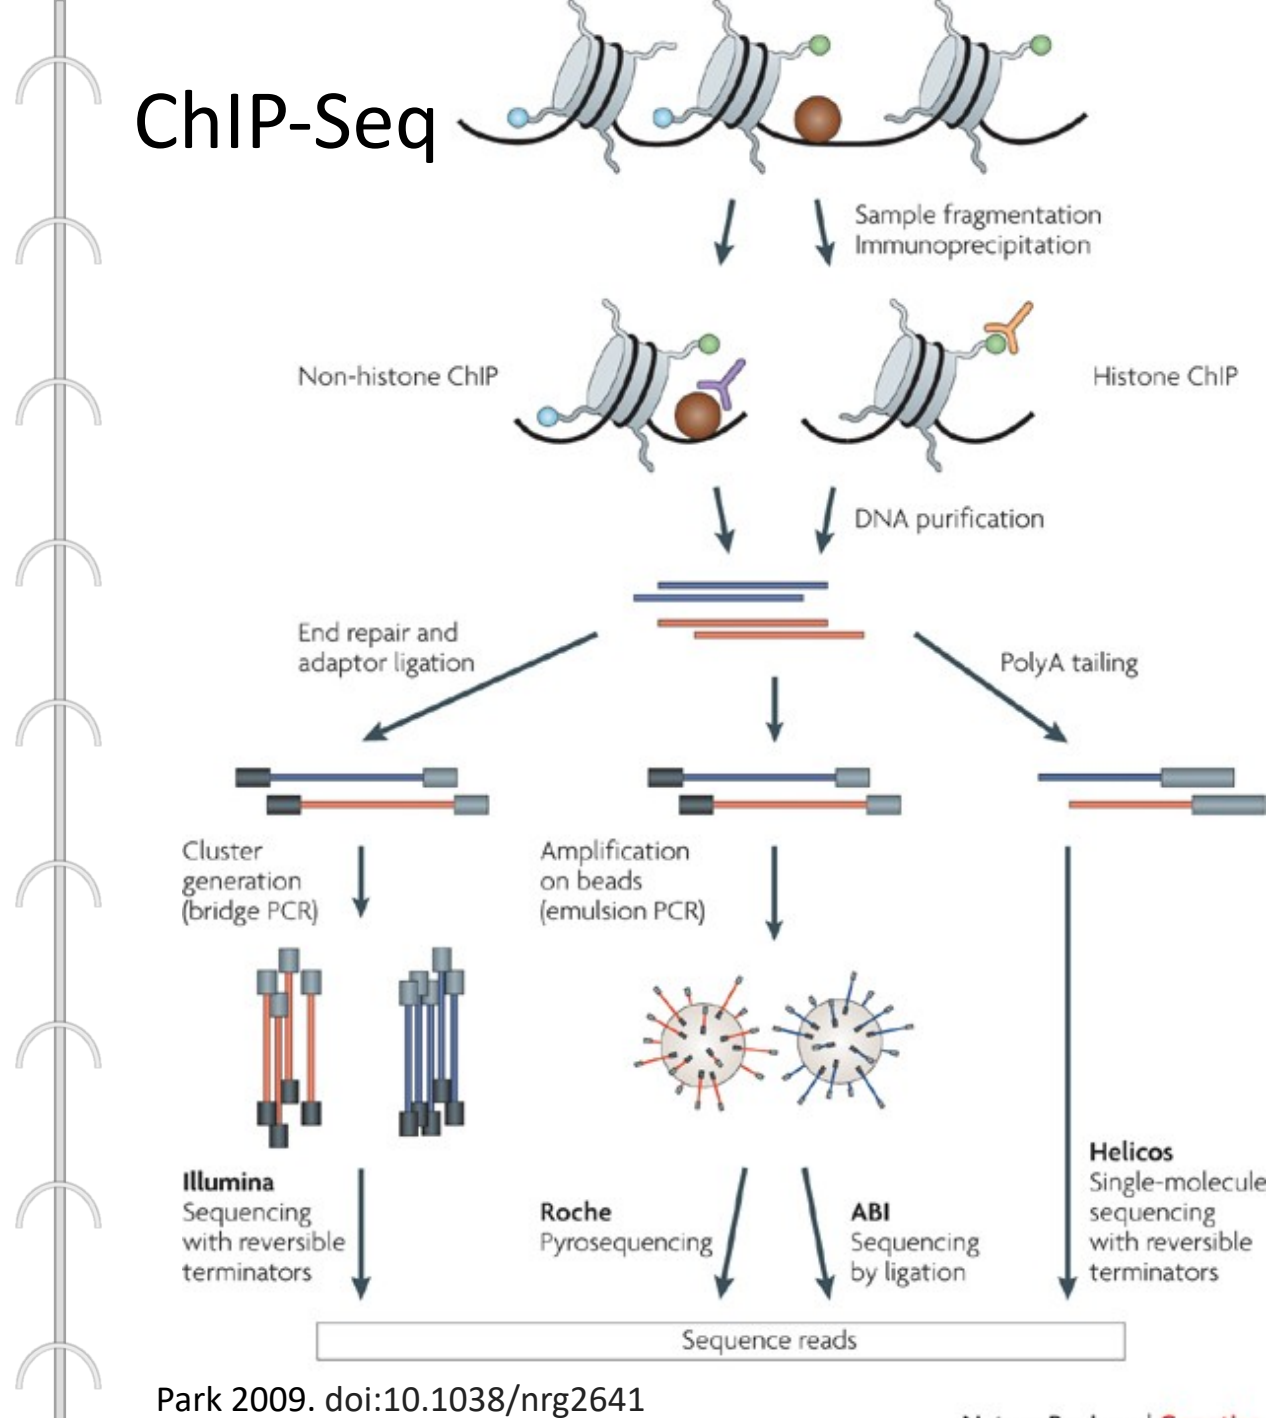 ChIP-Seq
Sample fragmentation
Immunoprecipitation
Non-histone ChIP
Histone ChIP
DNA purification
End repair and
adaptor ligation
PolyA tailing
Cluster
generation
(bridge PCR)
Amplification
on beads
(emulsion PCR)
Illumina
Sequencing
with reversible
terminators
Roche
Pyrosequencing
ABI
Sequencing
by ligation
Helicos
Single-molecule
sequencing
with reversible
terminators
Sequence reads
Park 2009. doi:10.1038/nrg2641